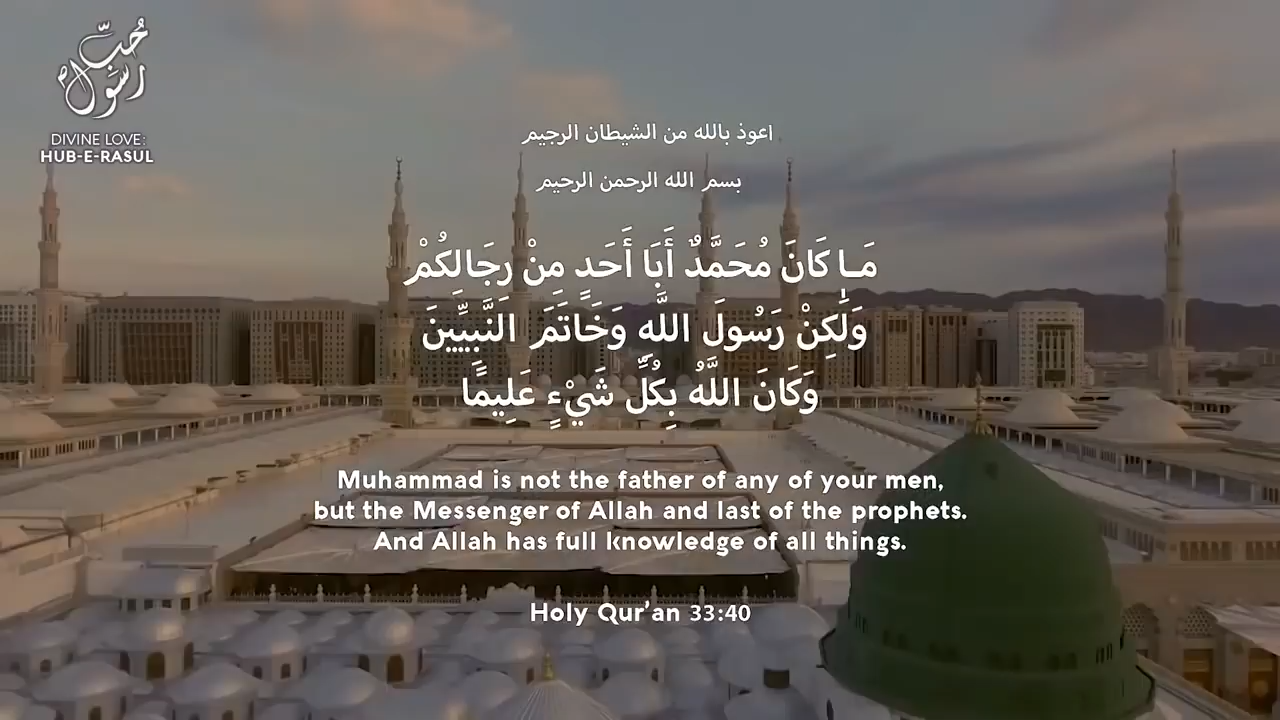 حُبِّ
رَسُوْل
DIVINE LOVE:
HUB-E-RASUL
اعوذ بالله من الشيطان الرجيم
بسم الله الرحمن الرحيم
مَـا كَانَ مُحَمَّدٌ أَبَا أَحَدٍ مِنْ رِجَالِكُمْ
وَلَٰكِنْ رَسُولَ اللَّهِ وَخَاتَمَ النَّبِيِّينَ
وَكَانَ اللَّهُ بِكُلِّ شَيْءٍ عَلِيمًا
Muhammad is not the father of any of your men,
but the Messenger of Allah and last of the prophets.
And Allah has full knowledge of all things.
Holy Qur’an 33:40